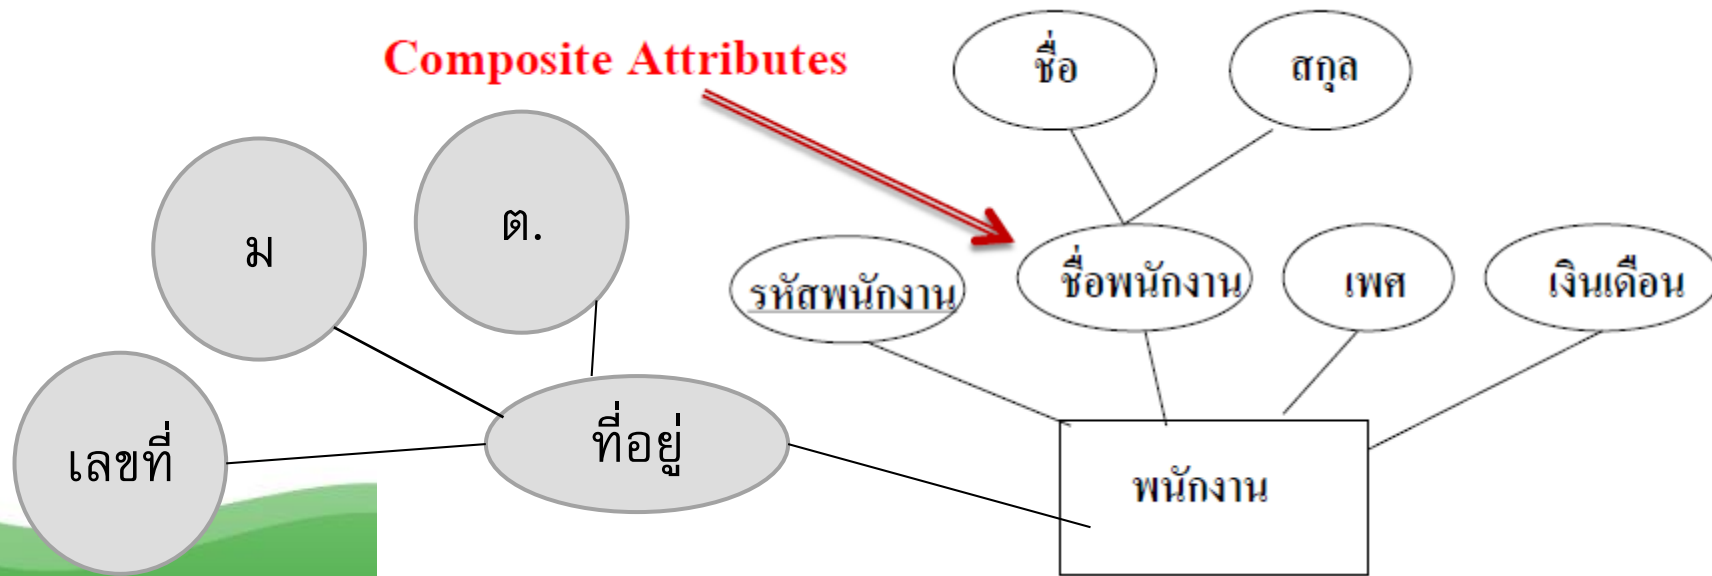 Composite Attributes
ชื่อ
สกุล
ม
ต.
รหัสพนักงาน
ชื่อพนักงาน
เพศ
เงินเดือน
เลขที่
ที่อยู่
พนักงาน